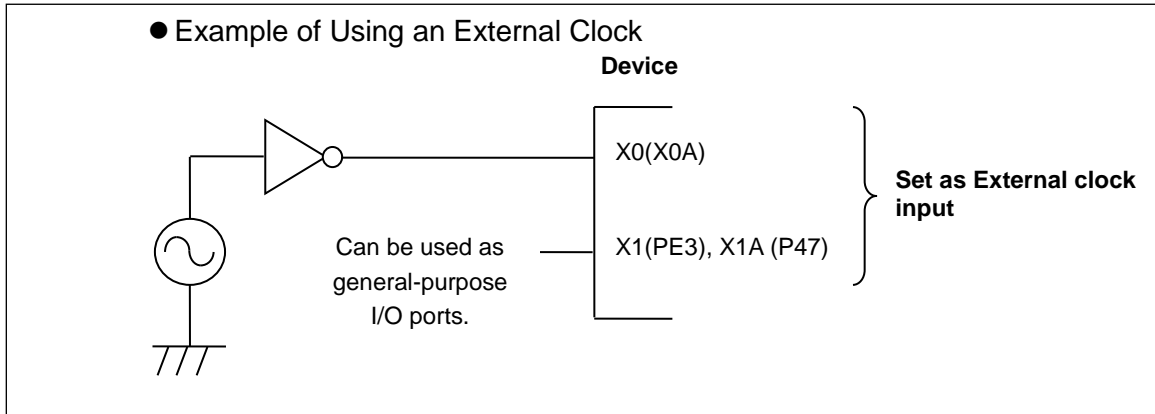 ● Example of Using an External Clock
Device
X0(X0A)
Set as External clock
input
Can be used as
general-purpose
I/O ports.
X1(PE3), X1A (P47)